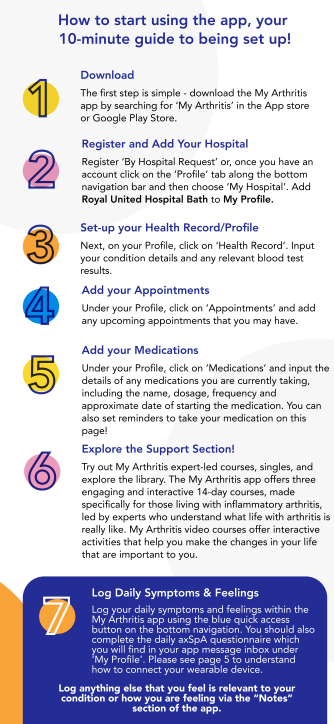 How to start using the app, your
10-minute guide to being set up!
1
Download
The first step is simple - download the My Arthritis
app by searching for 'My Arthritis' in the App store
or Google Play Store.
2
Register and Add Your Hospital
Register 'By Hospital Request' or, once you have an
account click on the 'Profile' tab along the bottom
navigation bar and then choose 'My Hospital'. Add
Royal United Hospital Bath to My Profile.
3
Set-up your Health Record/Profile
Next, on your Profile, click on 'Health Record'. Input
your condition details and any relevant blood test
results.
4
Add your Appointments
Under your Profile, click on 'Appointments' and add
any upcoming appointments that you may have.
5
Add your Medications
Under your Profile, click on 'Medications' and input the
details of any medications you are currently taking,
including the name, dosage, frequency and
approximate date of starting the medication. You can
also set reminders to take your medication on this
page!
6
Explore the Support Section!
Try out My Arthritis expert-led courses, singles, and
explore the library. The My Arthritis app offers three
engaging and interactive 14-day courses, made
specifically for those living with inflammatory arthritis,
led by experts who understand what life with arthritis is
really like. My Arthritis video courses offer interactive
activities that help you make the changes in your life
that are important to you.
7
Log Daily Symptoms & Feelings
Log your daily symptoms and feelings within the
My Arthritis app using the blue quick access
button on the bottom navigation. You should also
complete the daily axSpA questionnaire which
you will find in your app message inbox under
'My Profile'. Please see page 5 to understand
how to connect your wearable device.
Log anything else that you feel is relevant to your
condition or how you are feeling via the "Notes"
section of the app.